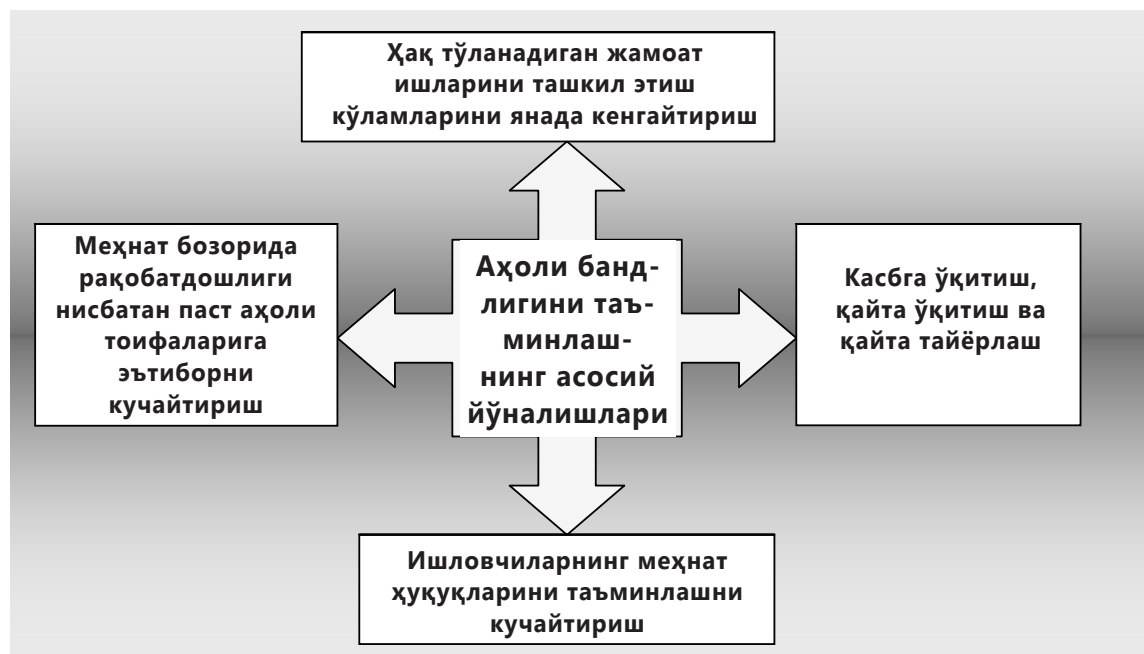 Ҳақ тўланадиган жамоат
ишларини ташкил этиш
кўламларини янада кенгайтириш
Меҳнат бозорида
рақобатдошлиги
нисбатан паст аҳоли
тоифаларига
эътиборни
кучайтириш
Аҳоли банд-
лигини таъ-
минлаш-
нинг асосий
йўналишлари
Касбга ўқитиш,
қайта ўқитиш ва
қайта тайёрлаш
Ишловчиларнинг меҳнат
ҳуқуқларини таъминлашни
кучайтириш